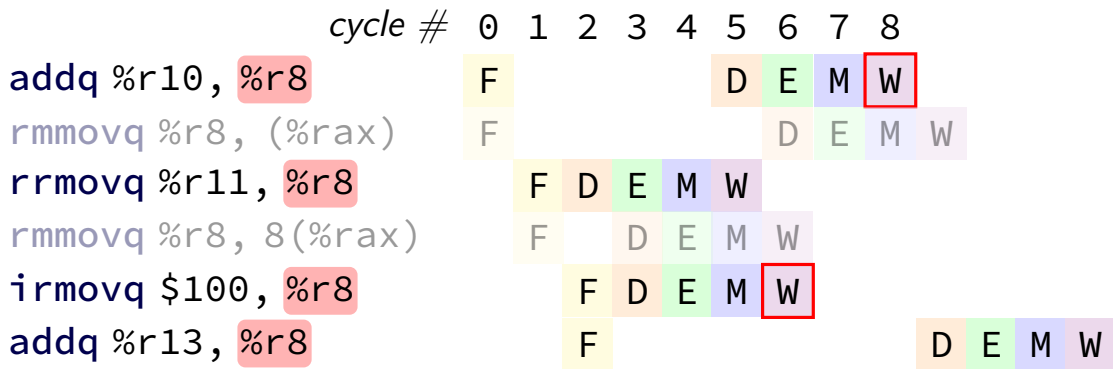 cycle # 0 1 2 3 4 5 6 7 8
addq %r10, %r8 F D E M W
rmmovq %r8, (%rax) F D E M W
rrmovq %r11, %r8 F D E M W
rmmovq %r8, 8(%rax) F D E M W
irmovq $100, %r8 F D E M W
addq %r13, %r8 F D E M W